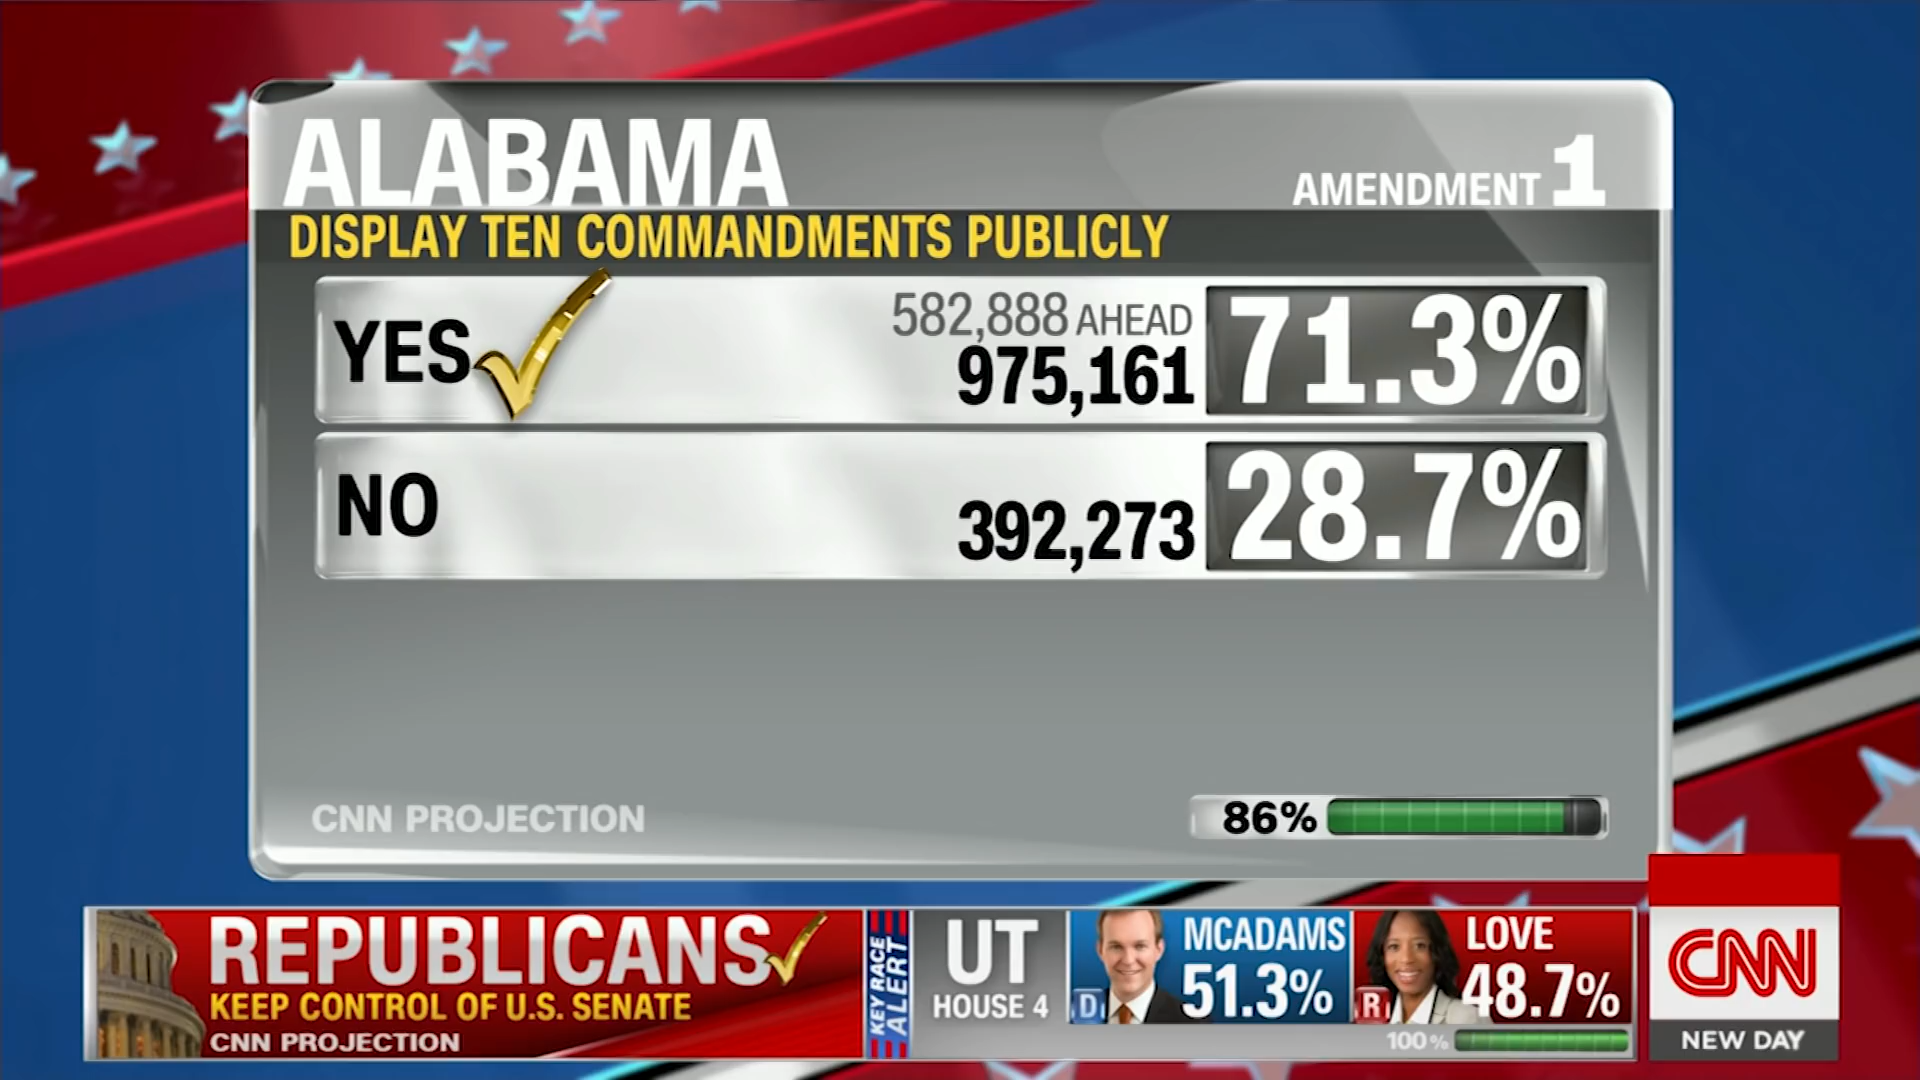 ALABAMA
AMENDMENT 1
DISPLAY TEN COMMANDMENTS PUBLICLY
YES
582,888 AHEAD
975,161
71.3%
NO
392,273
28.7%
CNN PROJECTION
86%
REPUBLICANS
KEEP CONTROL OF U.S. SENATE
CNN PROJECTION
KEY RACE
ALERT
UT
HOUSE 4
D
MCADAMS
51.3%
R
LOVE
48.7%
100%
CNN
NEW DAY